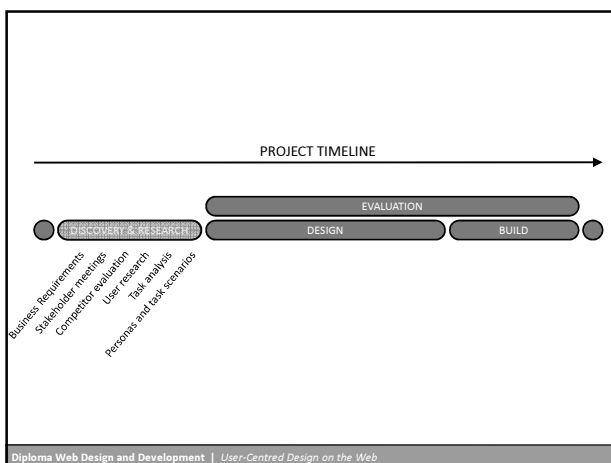 PROJECT TIMELINE
EVALUATION
DISCOVERY & RESEARCH
DESIGN
BUILD
Business Requirements
Stakeholder meetings
Competitor evaluation
User research
Task analysis
Personas and task scenarios
Diploma Web Design and Development | User-Centred Design on the Web